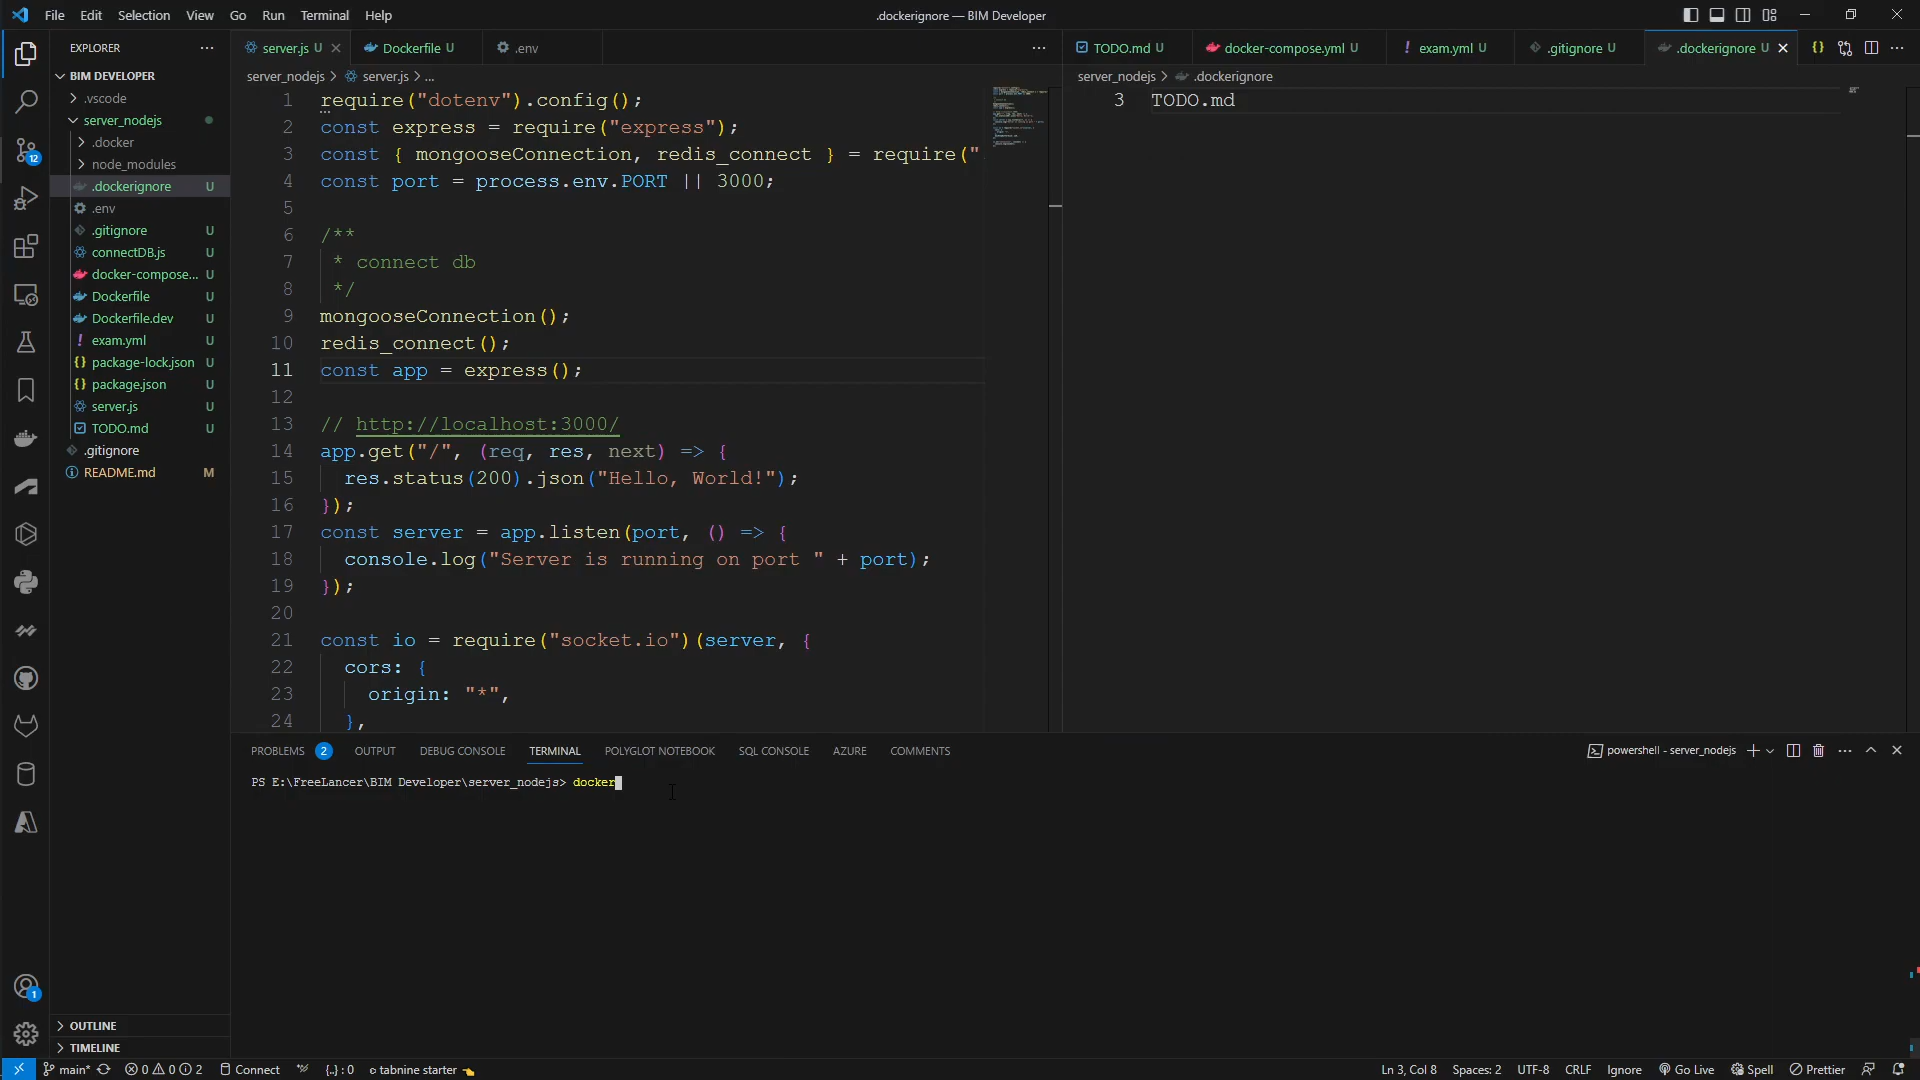 File Edit Selection View Go Run Terminal Help
.dockerignore — BIM Developer
EXPLORER
BIM DEVELOPER
.vscode
server_nodejs
.docker
node_modules
.dockerignore U
.env
.gitignore U
connectDB.js U
docker-compose... U
Dockerfile U
Dockerfile.dev U
exam.yml U
package-lock.json U
package.json U
server.js U
TODO.md U
.gitignore
README.md M
OUTLINE
TIMELINE
12
1
server.js U Dockerfile U .env
server_nodejs > server.js > ...
1 require("dotenv").config();
2 const express = require("express");
3 const { mongooseConnection, redis_connect } = require("
4 const port = process.env.PORT || 3000;
5
6 /**
7 * connect db
8 */
9 mongooseConnection();
10 redis_connect();
11 const app = express();
12
13 // http://localhost:3000/
14 app.get("/", (req, res, next) => {
15 res.status(200).json("Hello, World!");
16 });
17 const server = app.listen(port, () => {
18 console.log("Server is running on port " + port);
19 });
20
21 const io = require("socket.io")(server, {
22 cors: {
23 origin: "*",
24 },
TODO.md U docker-compose.yml U exam.yml U .gitignore U .dockerignore U
server_nodejs > .dockerignore
3 TODO.md
PROBLEMS 2 OUTPUT DEBUG CONSOLE TERMINAL POLYGLOT NOTEBOOK SQL CONSOLE AZURE COMMENTS
powershell - server_nodejs
PS E:\FreeLancer\BIM Developer\server_nodejs> docker
main* 0 0 2 Connect {..} : 0 tabnine starter
Ln 3, Col 8 Spaces: 2 UTF-8 CRLF Ignore Go Live Spell Prettier